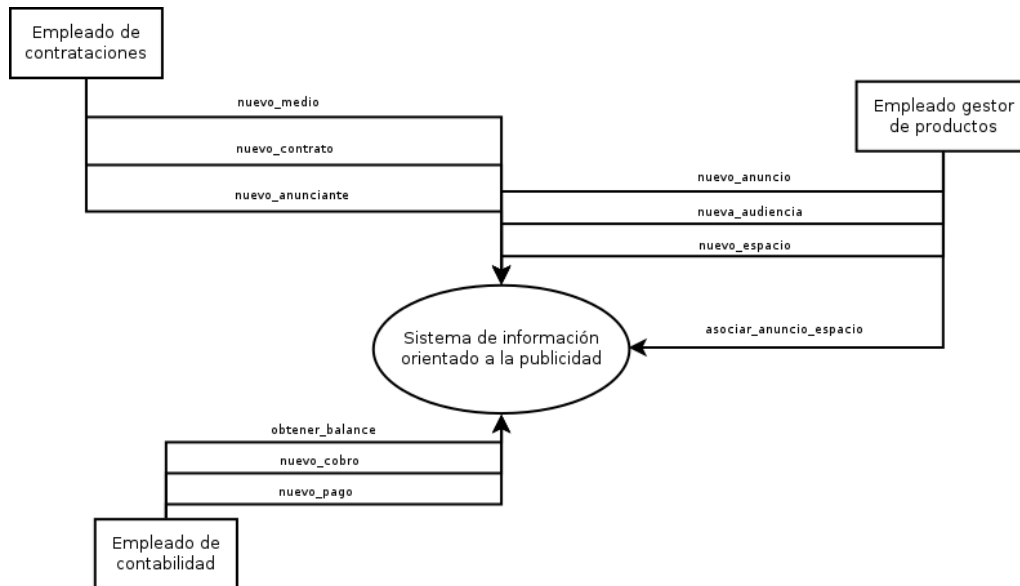 Empleado de
contrataciones
nuevo_medio
nuevo_contrato
nuevo_anunciante
Empleado gestor
de productos
nuevo_anuncio
nueva_audiencia
nuevo_espacio
asociar_anuncio_espacio
Sistema de información
orientado a la publicidad
obtener_balance
nuevo_cobro
nuevo_pago
Empleado de
contabilidad